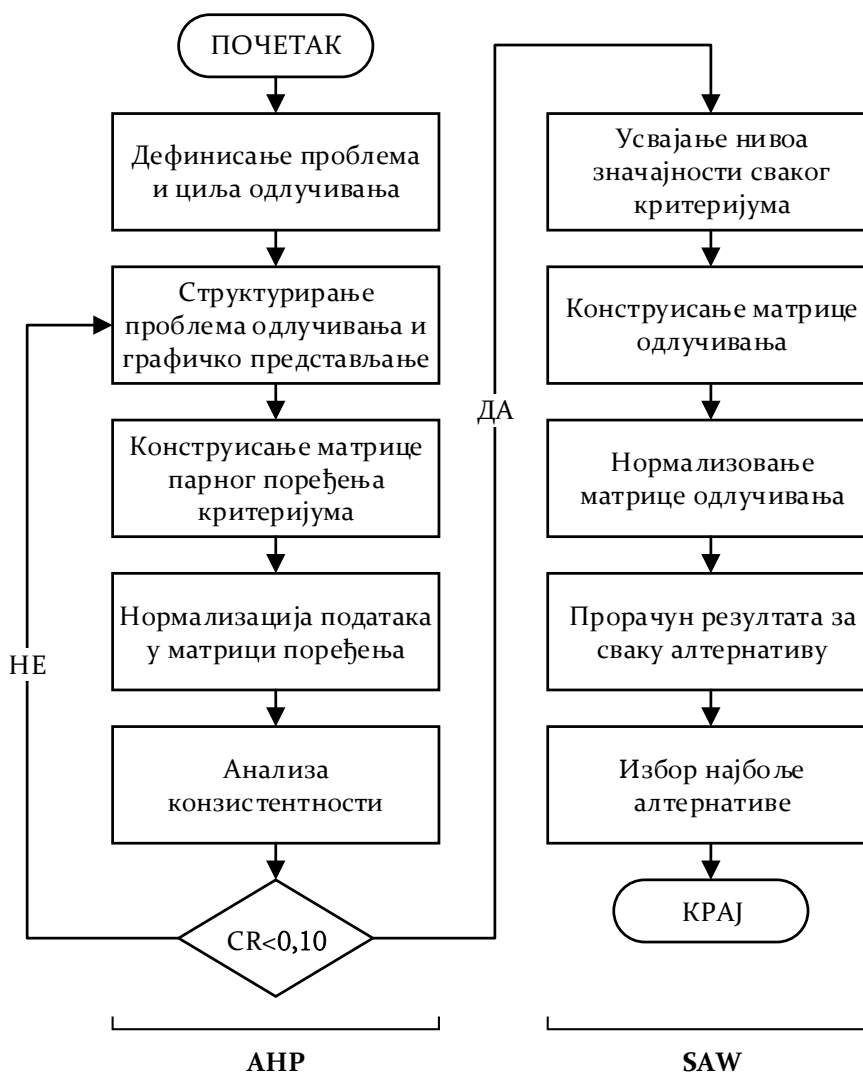 ПОЧЕТАК
Дефинисање проблема
и циља одлучивања
Структурирање
проблема одлучивања и
графичко представљање
Конструисање матрице
парног поређења
критеријума
Нормализација података
у матрици поређења
Анализа
конзистентности
CR<0,10
НЕ
ДА
Усвајање нивоа
значајности сваког
критеријума
Конструисање матрице
одлучивања
Нормализовање
матрице одлучивања
Прорачун резултата за
сваку алтернативу
Избор најбоље
алтернативе
КРАЈ
AHP
SAW